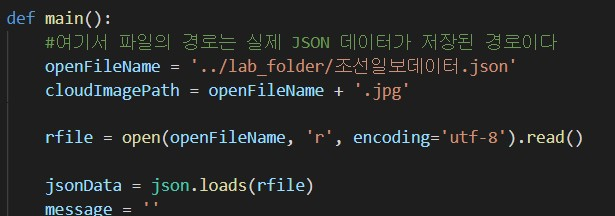 def main():
#여기서 파일의 경로는 실제 JSON 데이터가 저장된 경로이다
openFileName = '../lab_folder/조선일보데이터.json'
cloudImagePath = openFileName + '.jpg'
rfile = open(openFileName, 'r', encoding='utf-8').read()
jsonData = json.loads(rfile)
message = ''